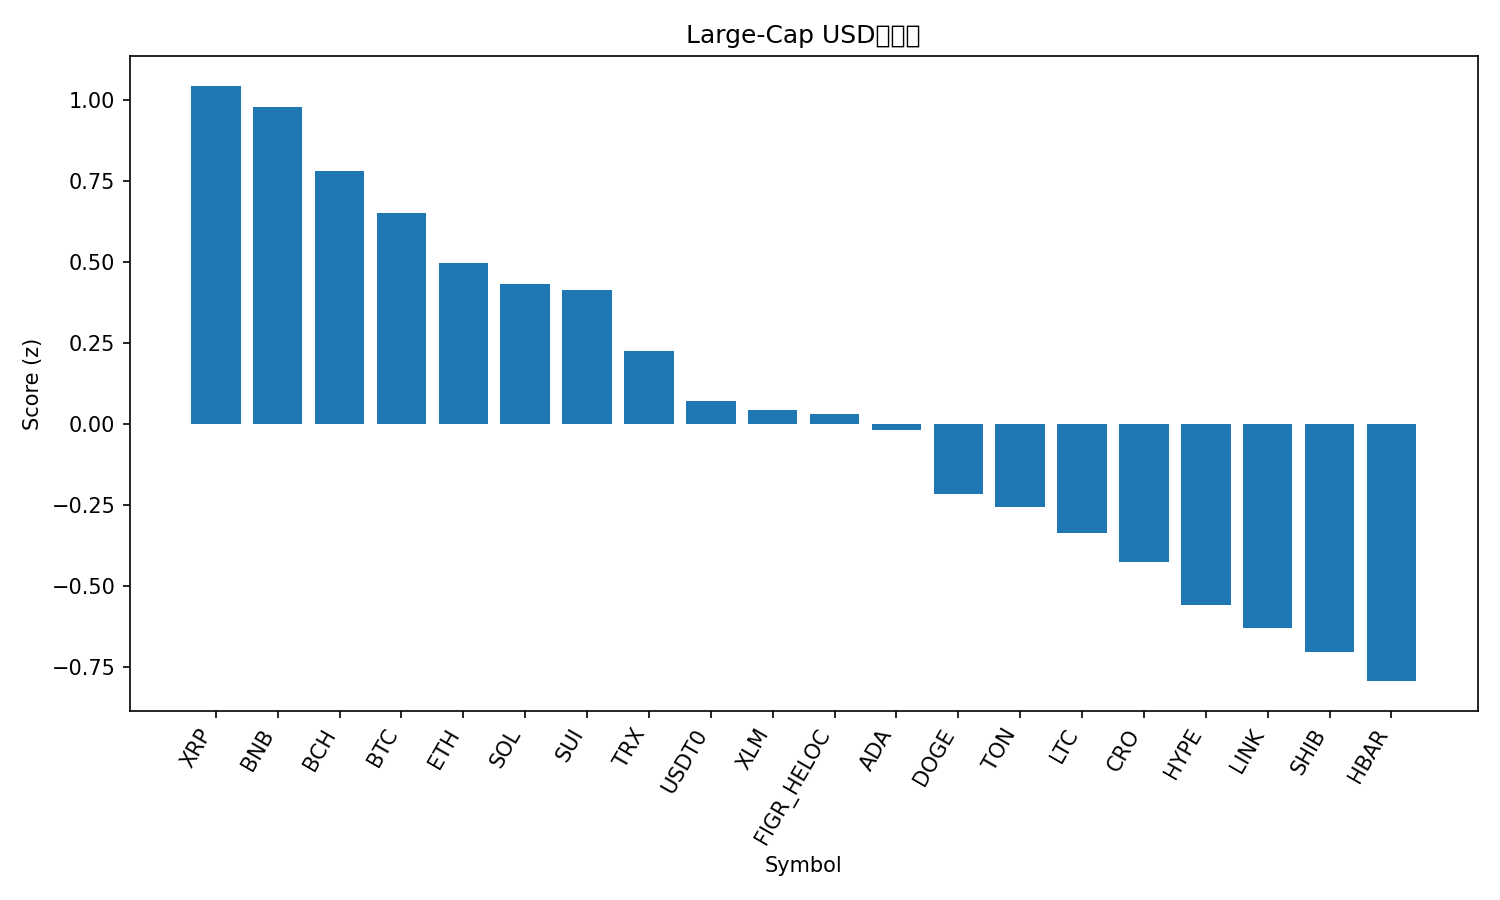 Large-Cap USD
Score (z)
1.00
0.75
0.50
0.25
0.00
−0.25
−0.50
−0.75
XRP
BNB
BCH
BTC
ETH
SOL
SUI
TRX
USDT0
XLM
FIGR_HELOC
ADA
DOGE
TON
LTC
CRO
HYPE
LINK
SHIB
HBAR
Symbol